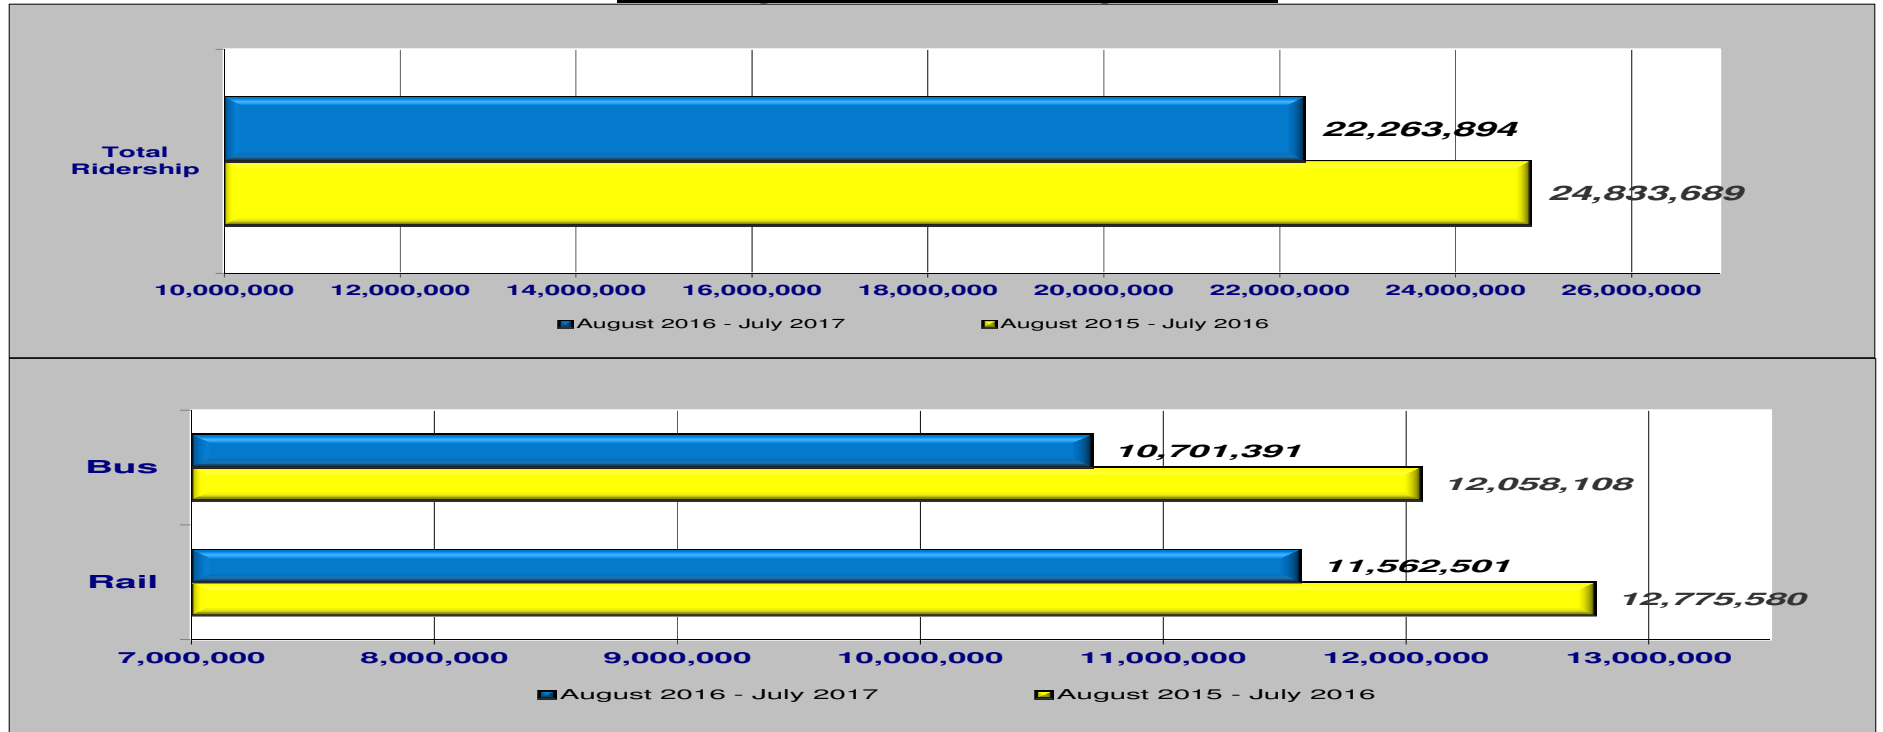 22,263,894
Total
Ridership
24,833,689
10,000,000 12,000,000 14,000,000 16,000,000 18,000,000 20,000,000 22,000,000 24,000,000 26,000,000
August 2016 - July 2017 August 2015 - July 2016
10,701,391
Bus
12,058,108
11,562,501
Rail
12,775,580
7,000,000 8,000,000 9,000,000 10,000,000 11,000,000 12,000,000 13,000,000
August 2016 - July 2017 August 2015 - July 2016